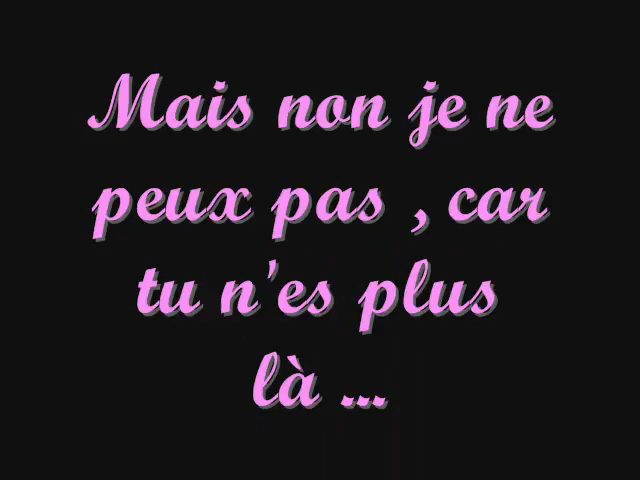 Mais non je ne
peux pas , car
tu n'es plus
là ...